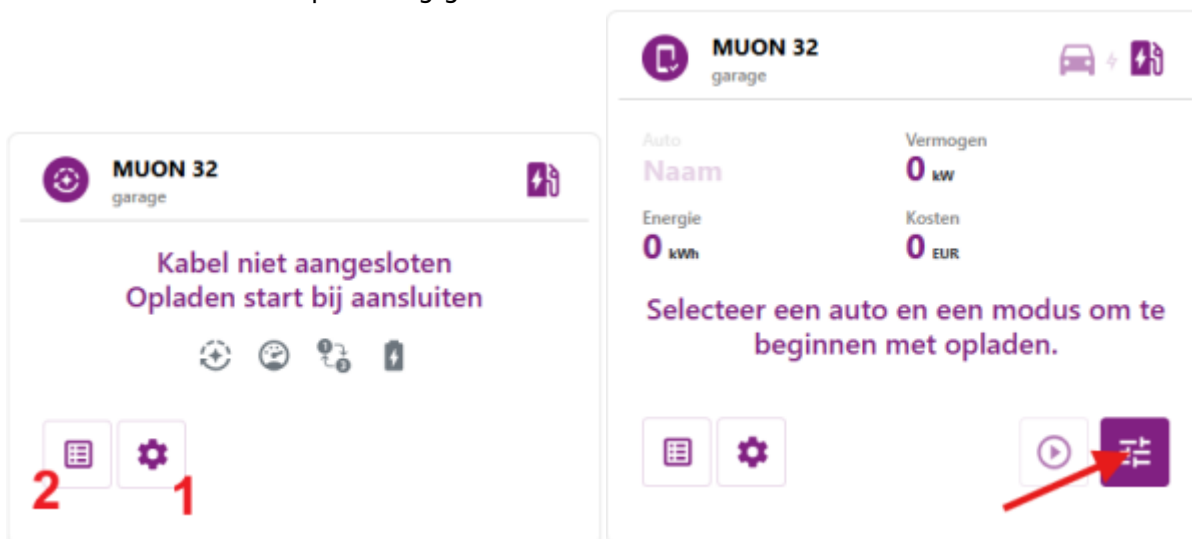 MUON 32
garage
Kabel niet aangesloten
Opladen start bij aansluiten
2
1
MUON 32
garage
Auto
Naam
Vermogen
0 kW
Energie
0 kWh
Kosten
0 EUR
Selecteer een auto en een modus om te
beginnen met opladen.